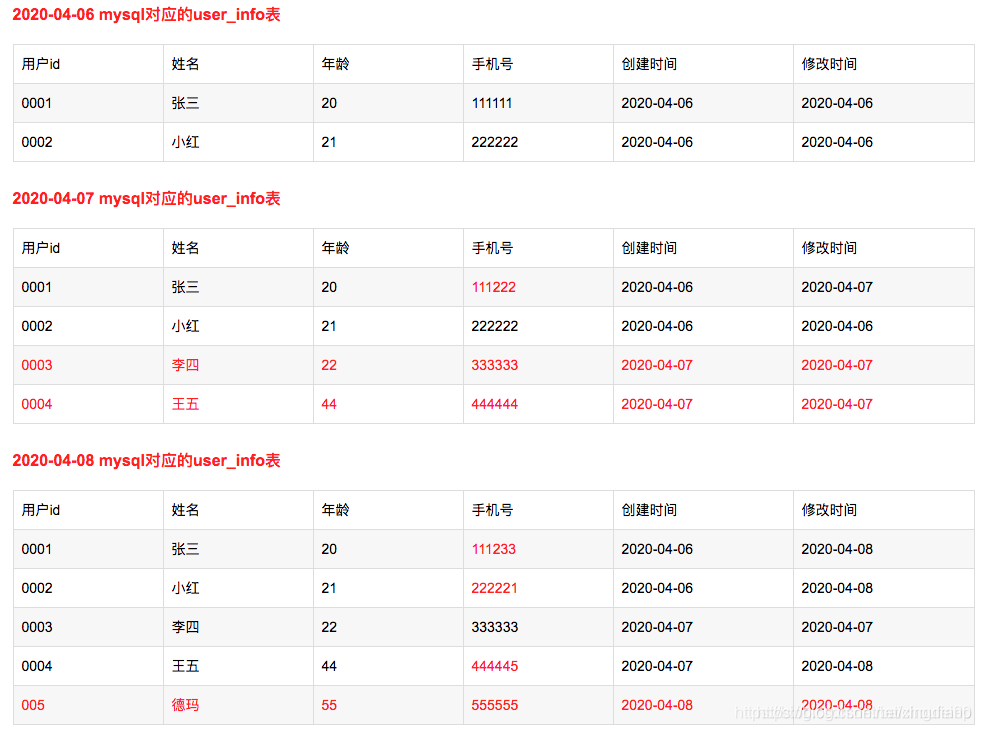 2020-04-06 mysql对应的user_info表
用户id 姓名 年龄 手机号 创建时间 修改时间
0001 张三 20 111111 2020-04-06 2020-04-06
0002 小红 21 222222 2020-04-06 2020-04-06
2020-04-07 mysql对应的user_info表
用户id 姓名 年龄 手机号 创建时间 修改时间
0001 张三 20 111222 2020-04-06 2020-04-07
0002 小红 21 222222 2020-04-06 2020-04-06
0003 李四 22 333333 2020-04-07 2020-04-07
0004 王五 44 444444 2020-04-07 2020-04-07
2020-04-08 mysql对应的user_info表
用户id 姓名 年龄 手机号 创建时间 修改时间
0001 张三 20 111233 2020-04-06 2020-04-08
0002 小红 21 222221 2020-04-06 2020-04-08
0003 李四 22 333333 2020-04-07 2020-04-07
0004 王五 44 444445 2020-04-07 2020-04-08
005 德玛 55 555555 2020-04-08 2020-04-08